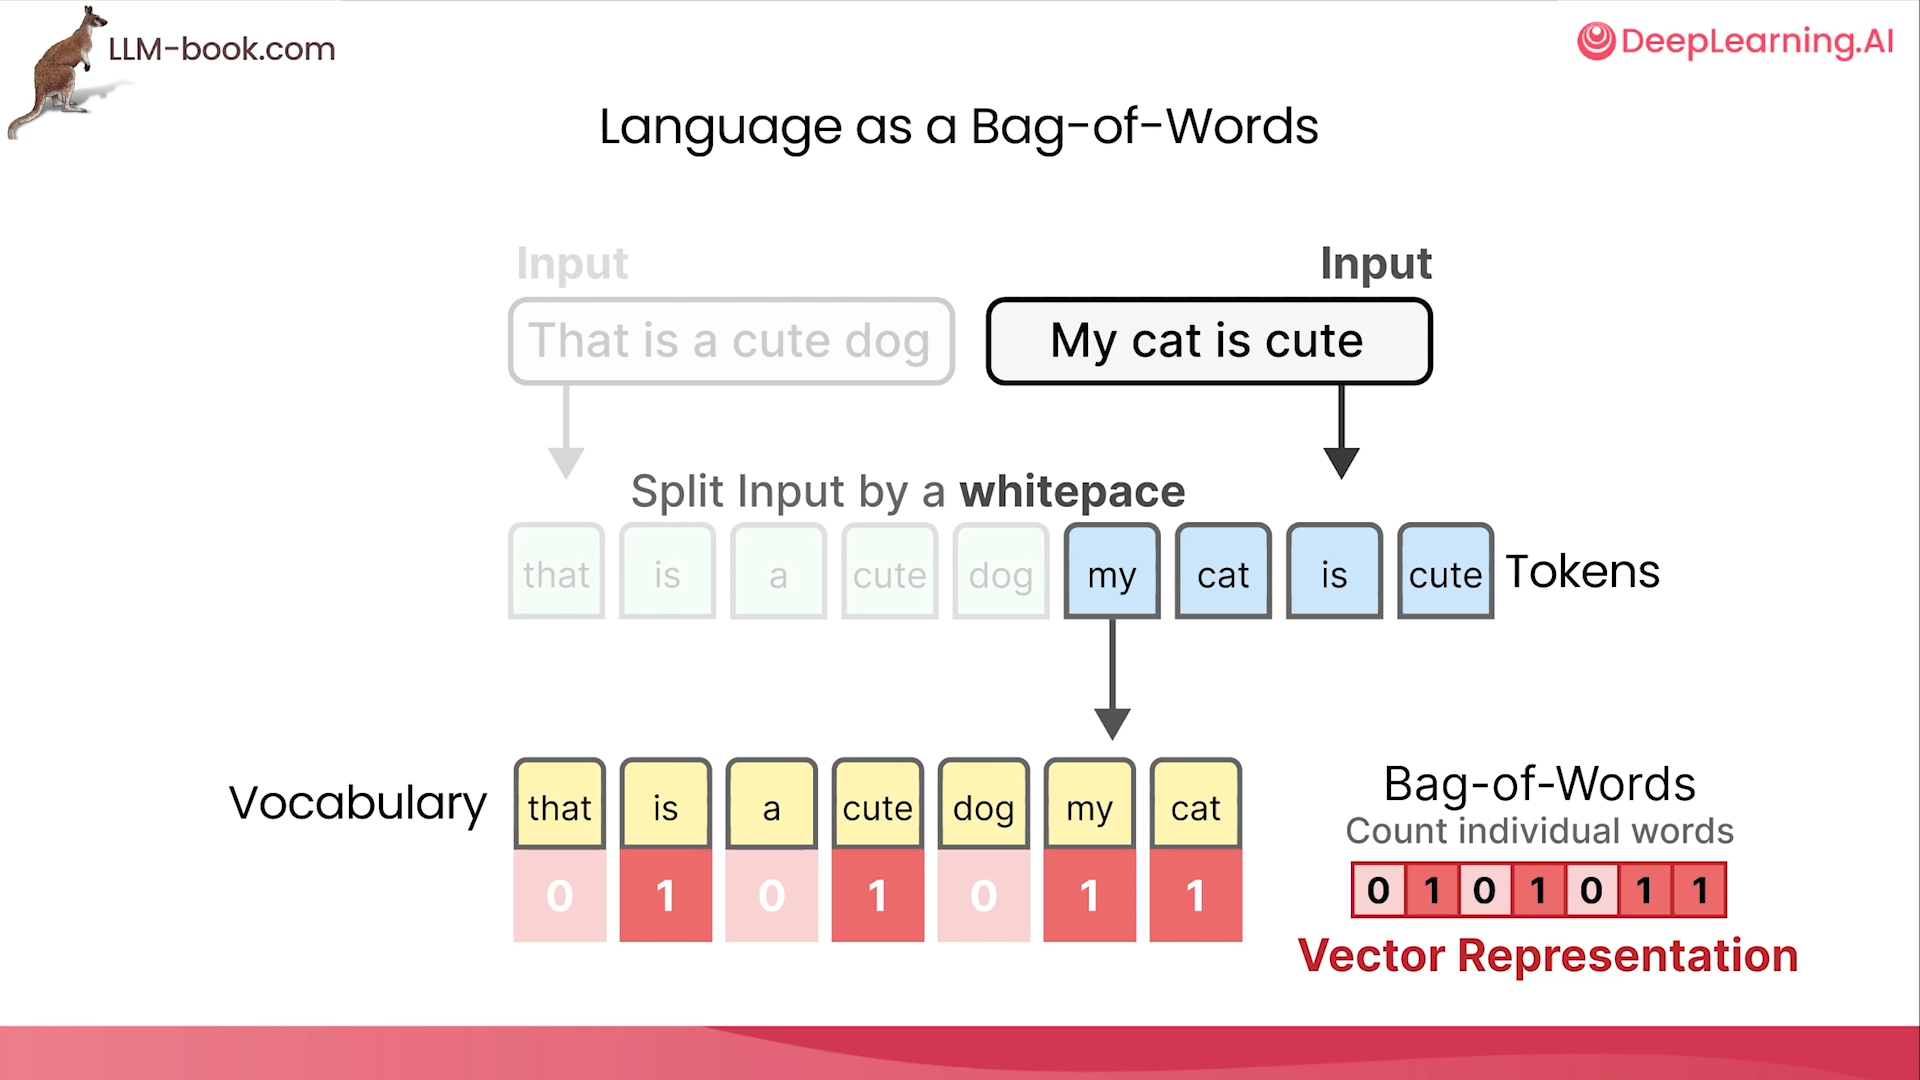 LLM-book.com
DeepLearning.AI
Language as a Bag-of-Words
Input
Input
That is a cute dog
My cat is cute
Split Input by a whitepace
that is a cute dog my cat is cute Tokens
Vocabulary that is a cute dog my cat
0 1 0 1 0 1 1
Bag-of-Words
Count individual words
0 1 0 1 0 1 1
Vector Representation